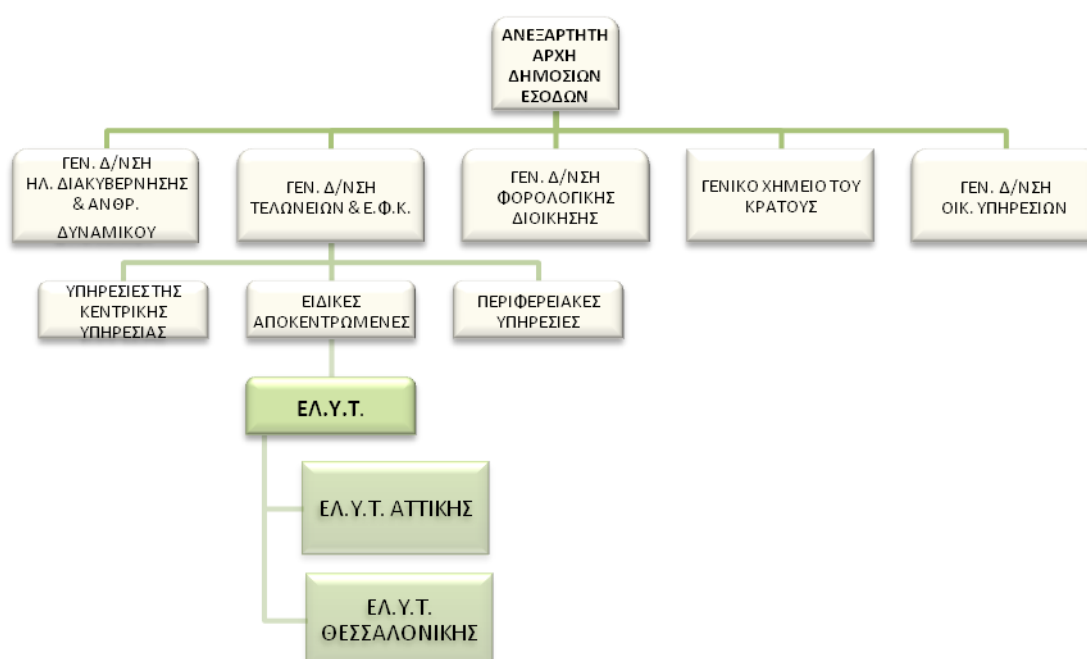 ΑΝΕΞΑΡΤΗΤΗ
ΑΡΧΗ
ΔΗΜΟΣΙΩΝ
ΕΣΟΔΩΝ
ΓΕΝ. Δ/ΝΣΗ
ΗΛ. ΔΙΑΚΥΒΕΡΝΗΣΗΣ
& ΑΝΘΡ.
ΔΥΝΑΜΙΚΟΥ
ΓΕΝ. Δ/ΝΣΗ
ΤΕΛΩΝΕΙΩΝ & Ε.Φ.Κ.
ΓΕΝ. Δ/ΝΣΗ
ΦΟΡΟΛΟΓΙΚΗΣ
ΔΙΟΙΚΗΣΗΣ
ΓΕΝΙΚΟ ΧΗΜΕΙΟ ΤΟΥ
ΚΡΑΤΟΥΣ
ΓΕΝ. Δ/ΝΣΗ
ΟΙΚ. ΥΠΗΡΕΣΙΩΝ
ΥΠΗΡΕΣΙΕΣ ΤΗΣ
ΚΕΝΤΡΙΚΗΣ
ΥΠΗΡΕΣΙΑΣ
ΕΙΔΙΚΕΣ
ΑΠΟΚΕΝΤΡΩΜΕΝΕΣ
ΠΕΡΙΦΕΡΕΙΑΚΕΣ
ΥΠΗΡΕΣΙΕΣ
ΕΛ.Υ.Τ.
ΕΛ.Υ.Τ. ΑΤΤΙΚΗΣ
ΕΛ.Υ.Τ.
ΘΕΣΣΑΛΟΝΙΚΗΣ